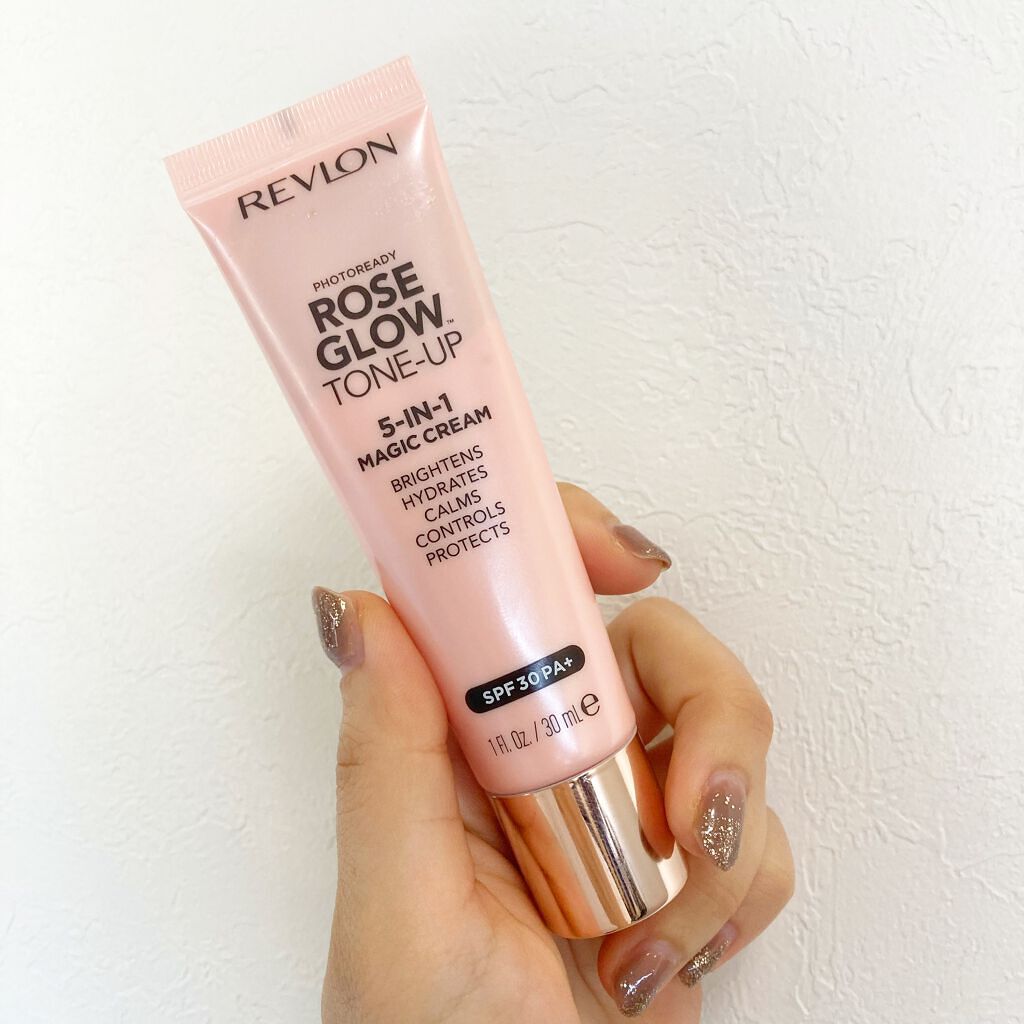 REVLON
PHOTOREADY
ROSE
GLOW™
TONE-UP
5-IN-1
MAGIC CREAM
BRIGHTENS
HYDRATES
CALMS
CONTROLS
PROTECTS
SPF 30 PA+
1 Fl. Oz. / 30 mL ℮